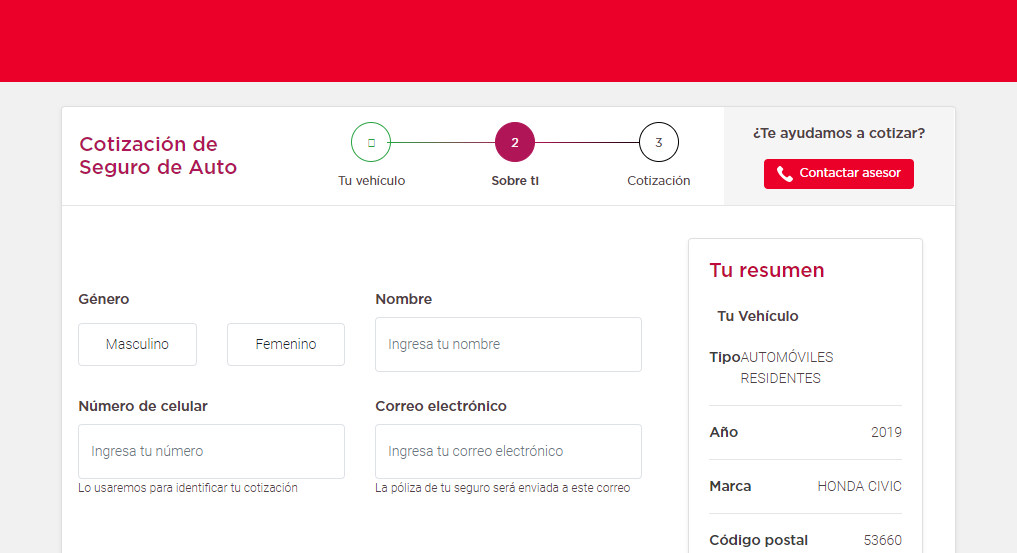 Cotización de
Seguro de Auto
2
3
Tu vehículo
Sobre tI
Cotización
¿Te ayudamos a cotizar?
Contactar asesor
Género
Masculino
Femenino
Nombre
Ingresa tu nombre
Número de celular
Ingresa tu número
Lo usaremos para identificar tu cotización
Correo electrónico
Ingresa tu correo electrónico
La póliza de tu seguro será enviada a este correo
Tu resumen
Tu Vehículo
Tipo AUTOMÓVILES
RESIDENTES
Año 2019
Marca HONDA CIVIC
Código postal 53660